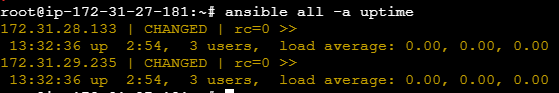 root@ip-172-31-27-181:~# ansible all -a uptime
172.31.28.133 | CHANGED | rc=0 >>
 13:32:36 up  2:54,  3 users,  load average: 0.00, 0.00, 0.00
172.31.29.235 | CHANGED | rc=0 >>
 13:32:36 up  2:54,  3 users,  load average: 0.00, 0.00, 0.00